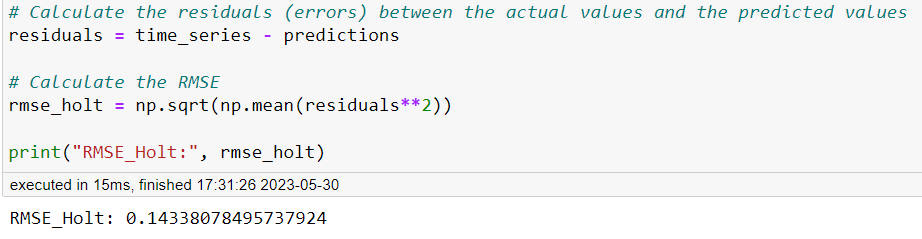 # Calculate the residuals (errors) between the actual values and the predicted values
residuals = time_series - predictions
# Calculate the RMSE
rmse_holt = np.sqrt(np.mean(residuals**2))
print("RMSE_Holt:", rmse_holt)
executed in 15ms, finished 17:31:26 2023-05-30
RMSE_Holt: 0.14338078495737924